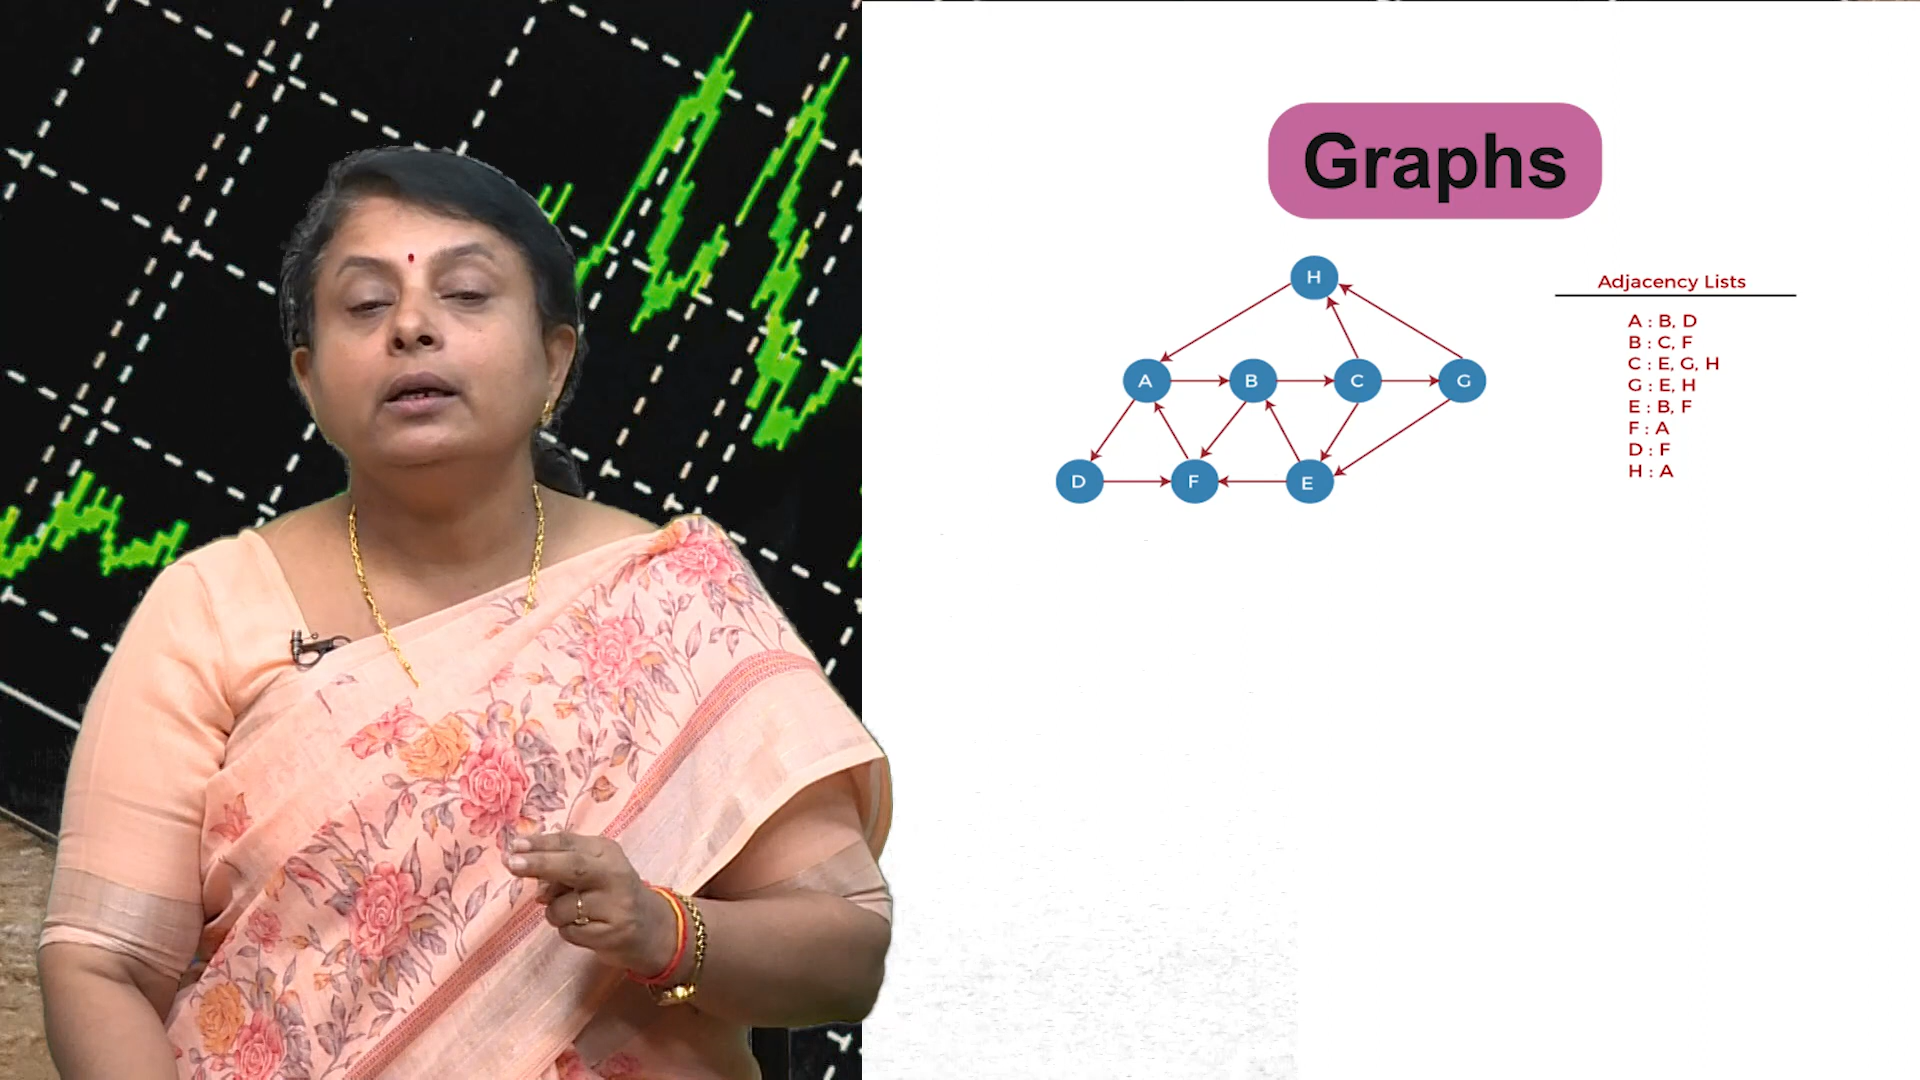 Graphs
H
A
B
C
G
D
F
E
Adjacency Lists
A : B, D
B : C, F
C : E, G, H
G : E, H
E : B, F
F : A
D : F
H : A